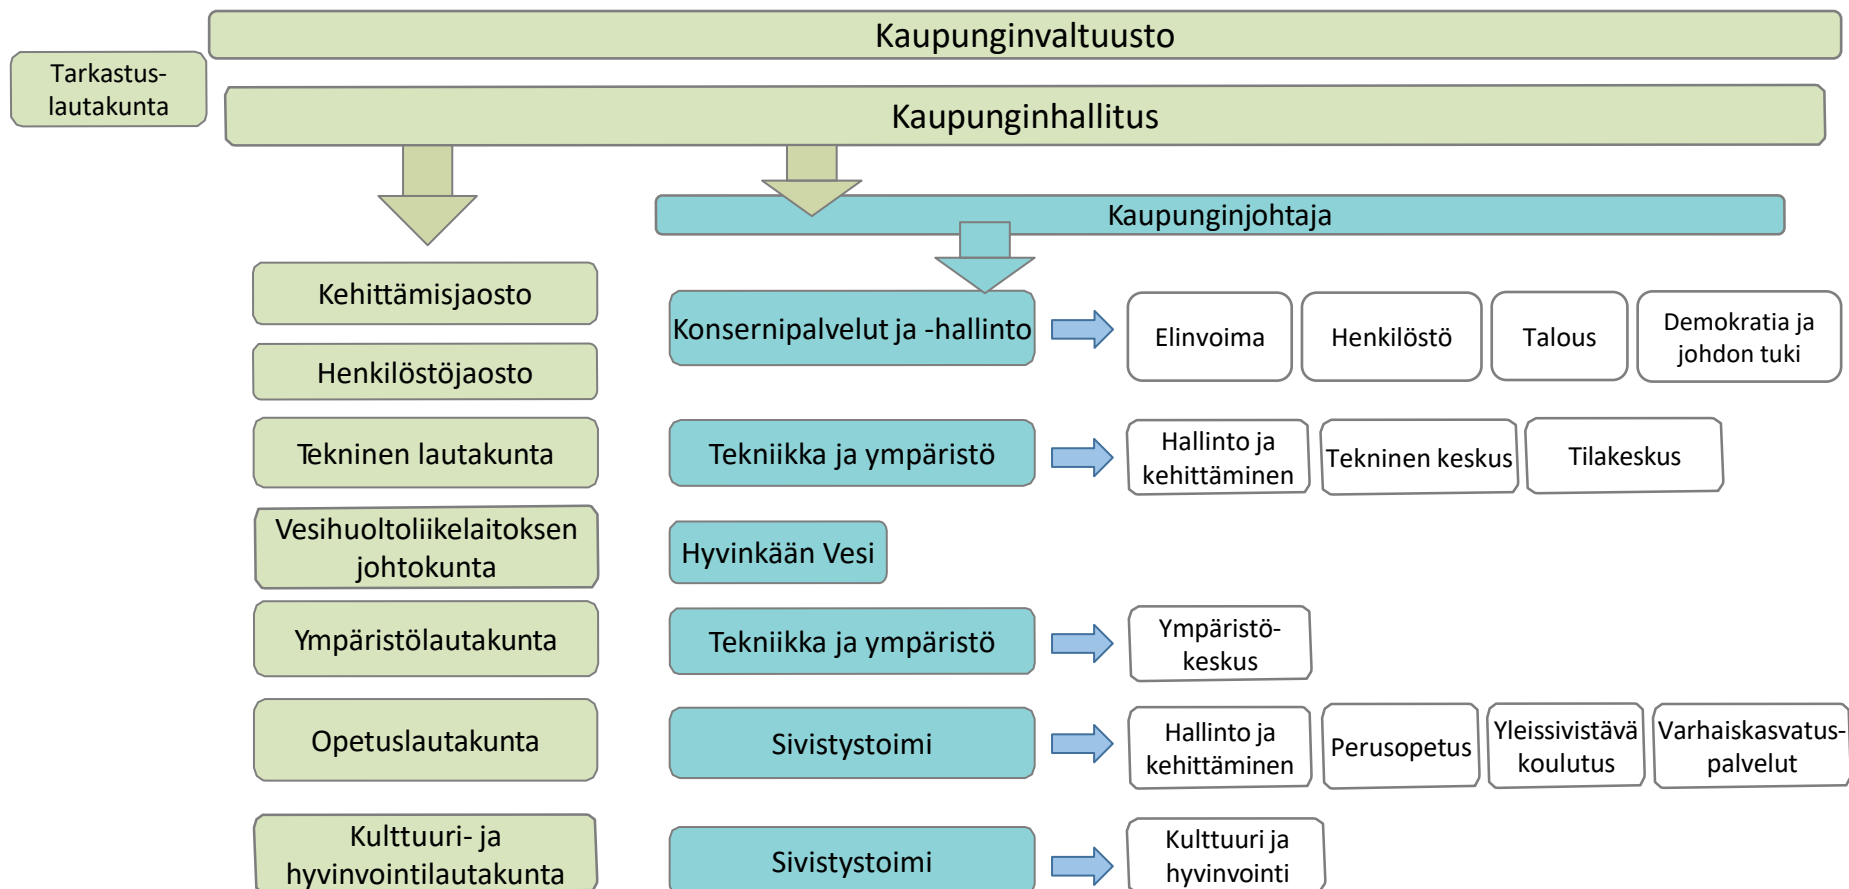 Kaupunginvaltuusto
Tarkastus-
lautakunta
Kaupunginhallitus
Kaupunginjohtaja
Kehittämisjaosto
Konsernipalvelut ja -hallinto
Elinvoima
Henkilöstö
Talous
Demokratia ja
johdon tuki
Henkilöstöjaosto
Tekninen lautakunta
Tekniikka ja ympäristö
Hallinto ja
kehittäminen
Tekninen keskus
Tilakeskus
Vesihuoltoliikelaitoksen
johtokunta
Hyvinkään Vesi
Ympäristölautakunta
Tekniikka ja ympäristö
Ympäristö-
keskus
Opetuslautakunta
Sivistystoimi
Hallinto ja
kehittäminen
Perusopetus
Yleissivistävä
koulutus
Varhaiskasvatus-
palvelut
Kulttuuri- ja
hyvinvointilautakunta
Sivistystoimi
Kulttuuri ja
hyvinvointi